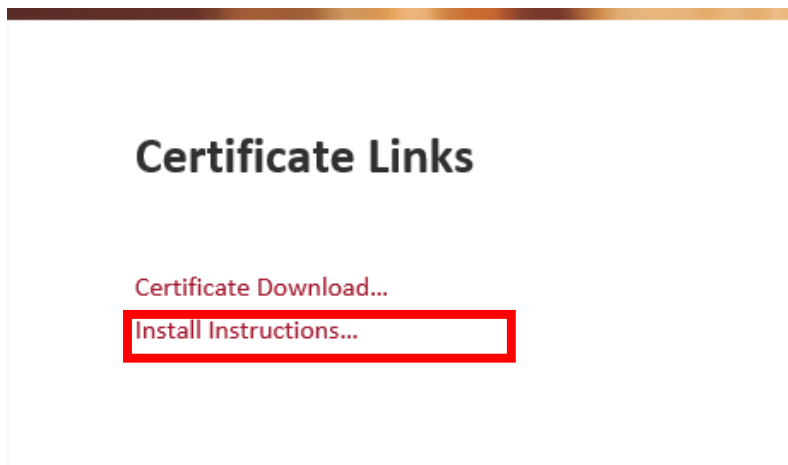 Certificate Links
Certificate Download...
Install Instructions...